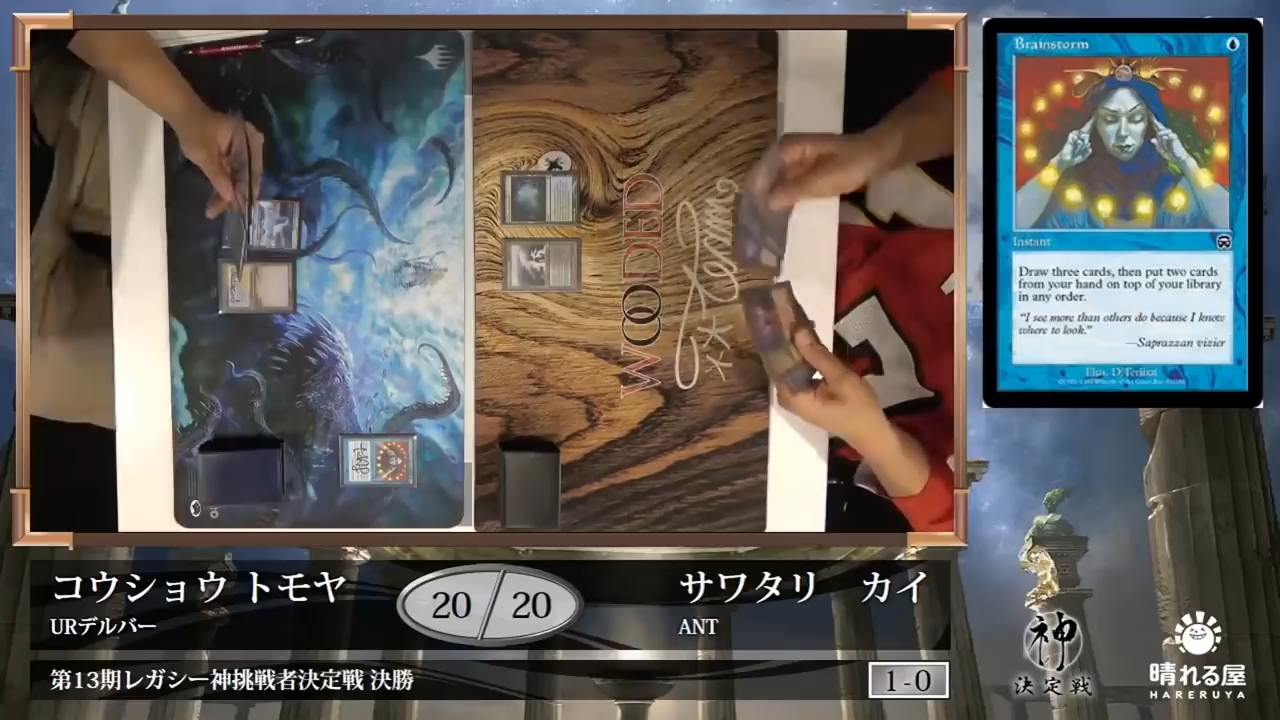 Brainstorm
Instant
Draw three cards, then put two cards
from your hand on top of your library
in any order.
"I see more than others do because I know
where to look."
—Saprazzan vizier
WOODED
コウショウ トモヤ
URデルバー
20 / 20
サワタリ カイ
ANT
第13期レガシー神挑戦者決定戦 決勝
1-0
神
決定戦
晴れる屋
HARERUYA